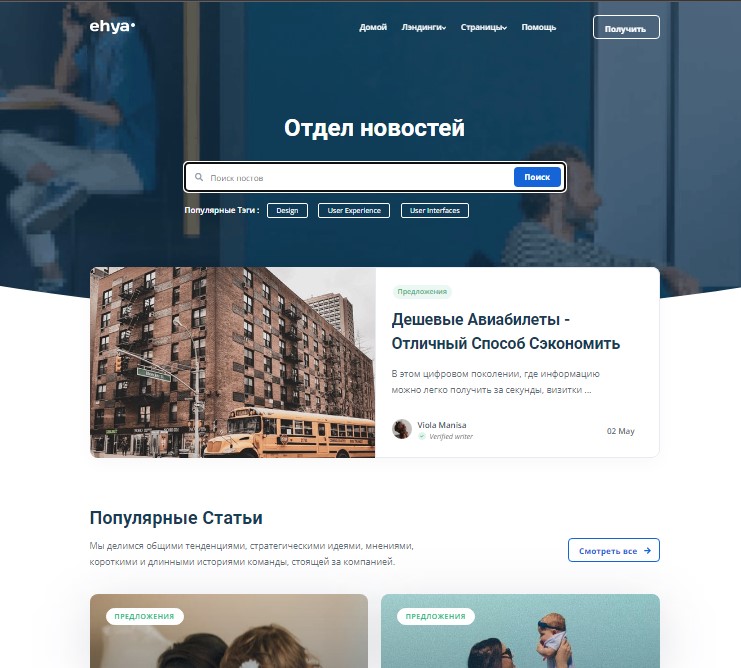 ehya
Домой Лэндинги Страницы Помощь Получить
Отдел новостей
Поиск постов Поиск
Популярные Тэги : Design User Experience User Interfaces
Предложения
Дешевые Авиабилеты -
Отличный Способ Сэкономить
В этом цифровом поколении, где информацию
можно легко получить за секунды, визитки ...
Viola Manisa
Verified writer
02 May
Популярные Статьи
Мы делимся общими тенденциями, стратегическими идеями, мнениями,
короткими и длинными историями команды, стоящей за компанией.
Смотреть все
ПРЕДЛОЖЕНИЯ ПРЕДЛОЖЕНИЯ